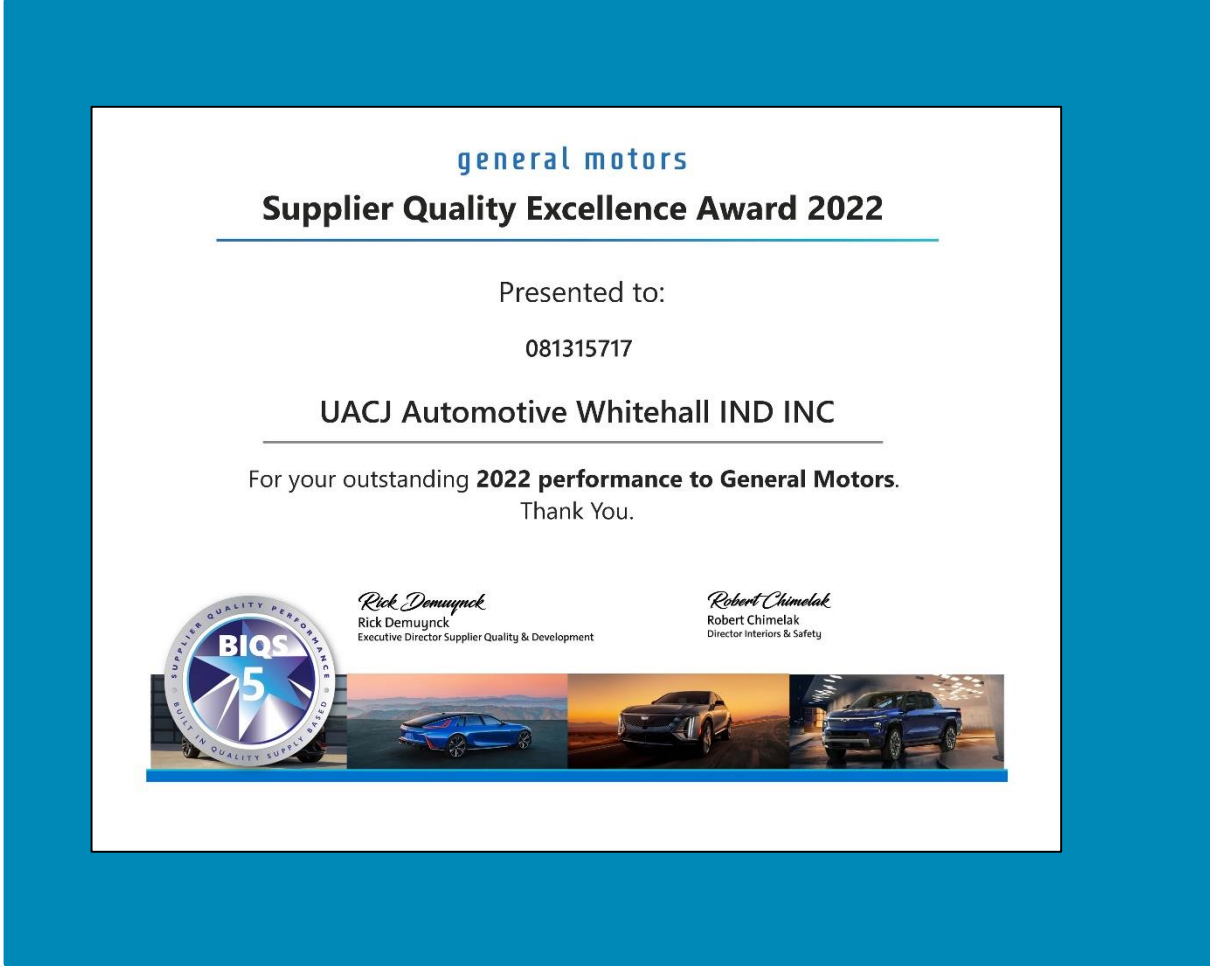 general motors
Supplier Quality Excellence Award 2022
Presented to:
081315717
UACJ Automotive Whitehall IND INC
For your outstanding 2022 performance to General Motors.
Thank You.
Rick Demuynck
Rick Demuynck
Executive Director Supplier Quality & Development
Robert Chimelak
Robert Chimelak
Director Interiors & Safety
SUPPLIER QUALITY PERFORMANCE
BIQS
5
BUILT IN QUALITY SUPPLY BASED